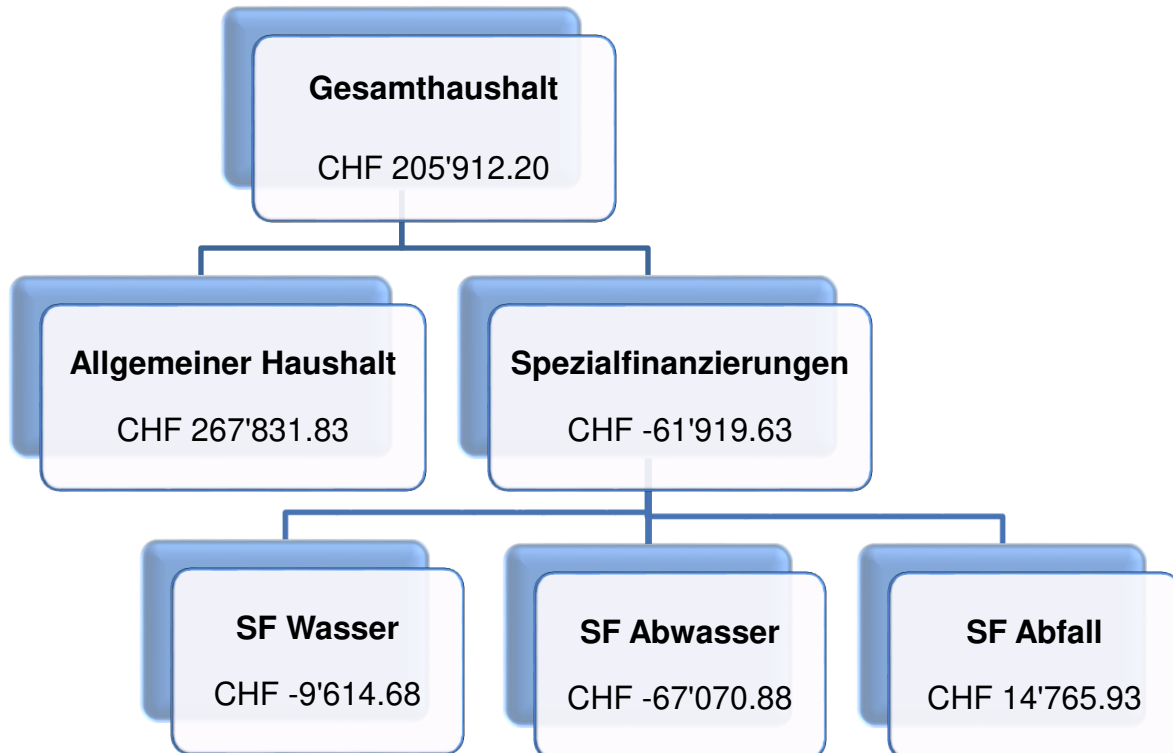 Gesamthaushalt
CHF 205'912.20
Allgemeiner Haushalt
CHF 267'831.83
Spezialfinanzierungen
CHF -61'919.63
SF Wasser
CHF -9'614.68
SF Abwasser
CHF -67'070.88
SF Abfall
CHF 14'765.93